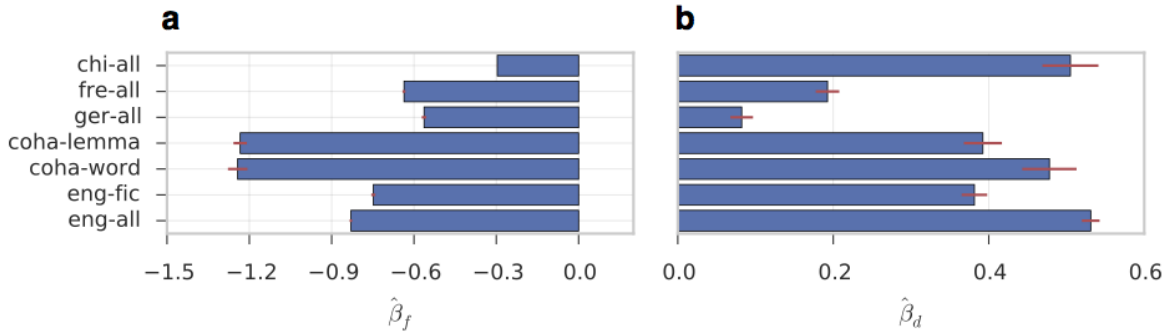 a b
chi-all
fre-all
ger-all
coha-lemma
coha-word
eng-fic
eng-all
−1.5 −1.2 −0.9 −0.6 −0.3 0.0 0.0 0.2 0.4 0.6
β̂_f β̂_d